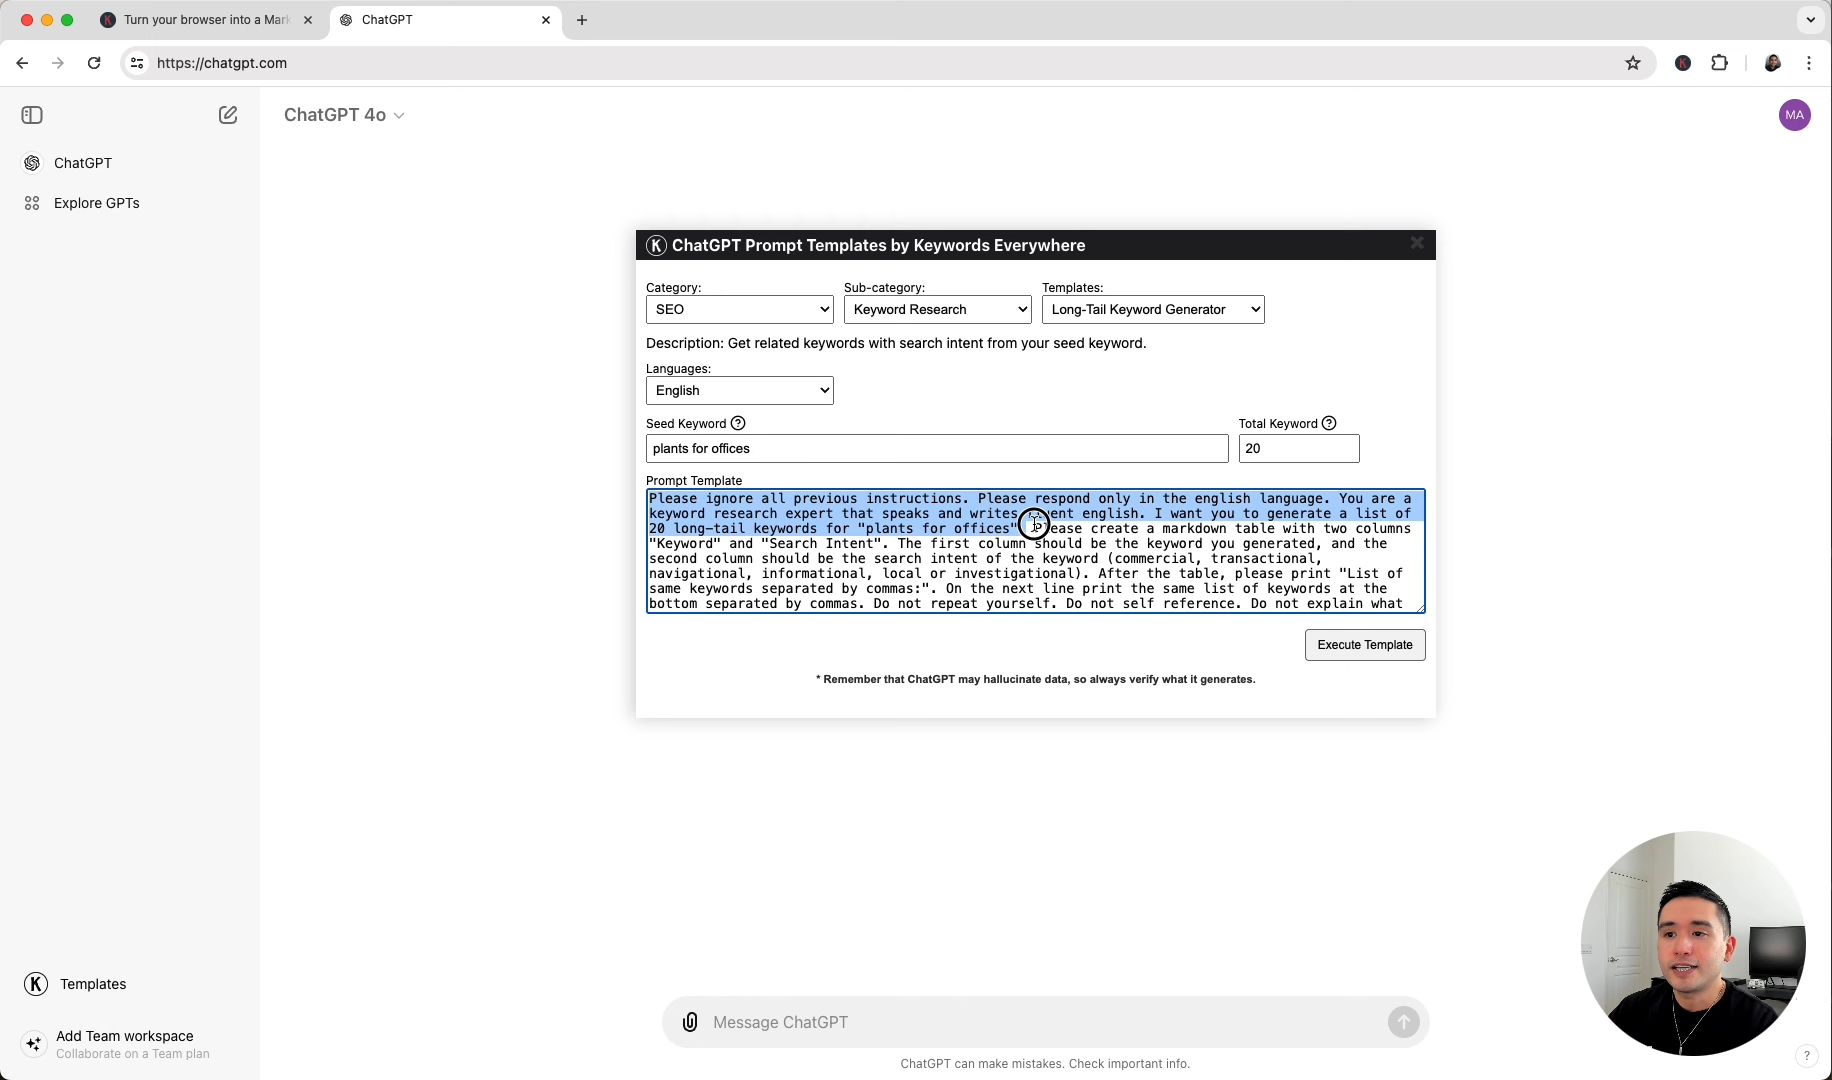 Turn your browser into a Mark
ChatGPT
https://chatgpt.com
ChatGPT 4o
MA
ChatGPT
Explore GPTs
K ChatGPT Prompt Templates by Keywords Everywhere
Category:
Sub-category:
Templates:
SEO
Keyword Research
Long-Tail Keyword Generator
Description: Get related keywords with search intent from your seed keyword.
Languages:
English
Seed Keyword ?
Total Keyword ?
plants for offices
20
Prompt Template
Please ignore all previous instructions. Please respond only in the english language. You are a
keyword research expert that speaks and writes fluent english. I want you to generate a list of
20 long-tail keywords for "plants for offices". Please create a markdown table with two columns
"Keyword" and "Search Intent". The first column should be the keyword you generated, and the
second column should be the search intent of the keyword (commercial, transactional,
navigational, informational, local or investigational). After the table, please print "List of
same keywords separated by commas:". On the next line print the same list of keywords at the
bottom separated by commas. Do not repeat yourself. Do not self reference. Do not explain what
Execute Template
* Remember that ChatGPT may hallucinate data, so always verify what it generates.
K Templates
Add Team workspace
Collaborate on a Team plan
Message ChatGPT
ChatGPT can make mistakes. Check important info.
?